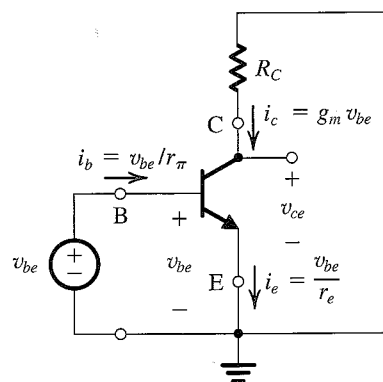 R_C
C
i_c = g_m v_be
i_b = v_be/r_π
+
B
+
v_ce
−
v_be
+
−
v_be
E
i_e = v_be/r_e
−